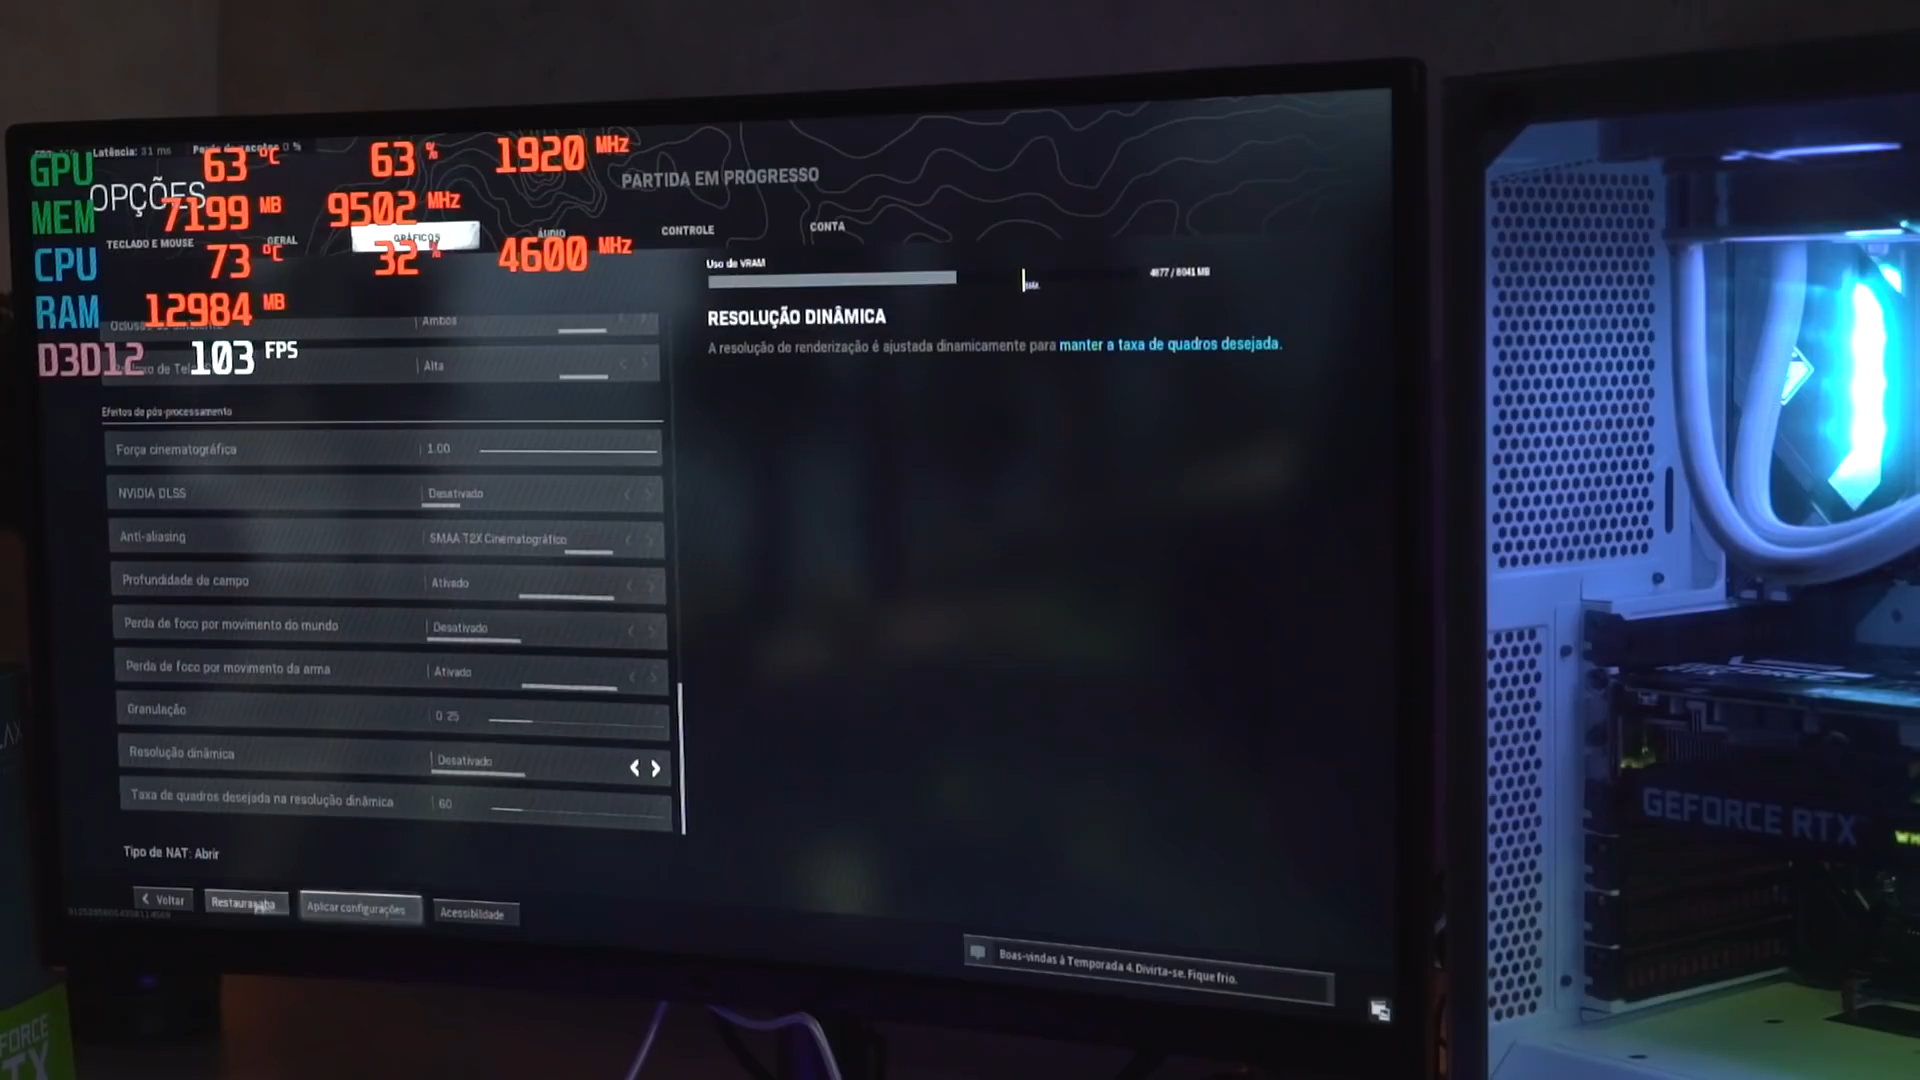 Latência: 31 ms
0 %
GPU 63 °C 63 % 1920 MHz
OPÇÕES
PARTIDA EM PROGRESSO
MEM 7199 MB 9502 MHz
TECLADO E MOUSE GERAL GRÁFICOS ÁUDIO CONTROLE CONTA
CPU 73 °C 32 % 4600 MHz
RAM 12984 MB
D3D12 103 FPS
Uso de VRAM
4877 / 8041 MB
RESOLUÇÃO DINÂMICA
A resolução de renderização é ajustada dinamicamente para manter a taxa de quadros desejada.
Ambos
Alta
Efeitos de pós-processamento
Força cinematográfica 1.00
NVIDIA DLSS Desativado
Anti-aliasing SMAA T2X Cinematográfico
Profundidade de campo Ativado
Perda de foco por movimento do mundo Desativado
Perda de foco por movimento da arma Ativado
Granulação 0.25
Resolução dinâmica Desativado
Taxa de quadros desejada na resolução dinâmica 60
Tipo de NAT: Abrir
Voltar
Restaurar aba
Aplicar configurações
Acessibilidade
Boas-vindas à Temporada 4. Divirta-se. Fique frio.
GEFORCE RTX